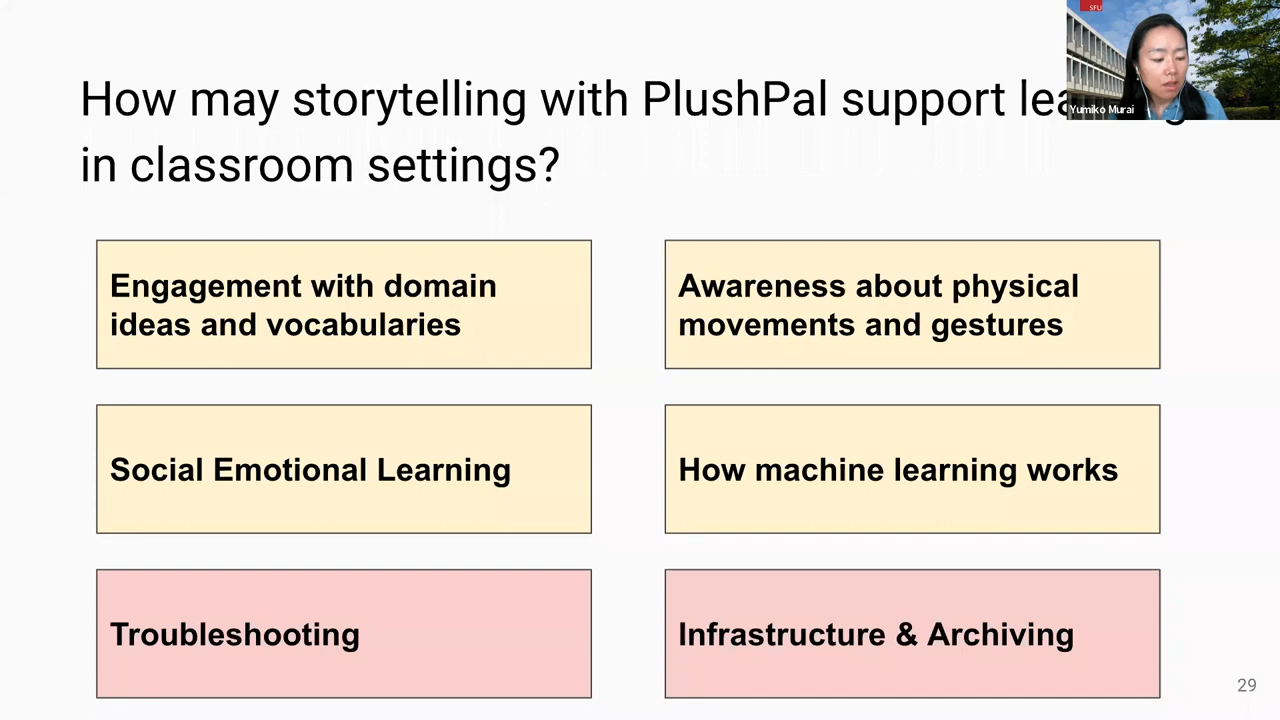 SFU
Yumiko Murai
How may storytelling with PlushPal support
in classroom settings?
Engagement with domain
ideas and vocabularies
Awareness about physical
movements and gestures
Social Emotional Learning
How machine learning works
Troubleshooting
Infrastructure & Archiving
29